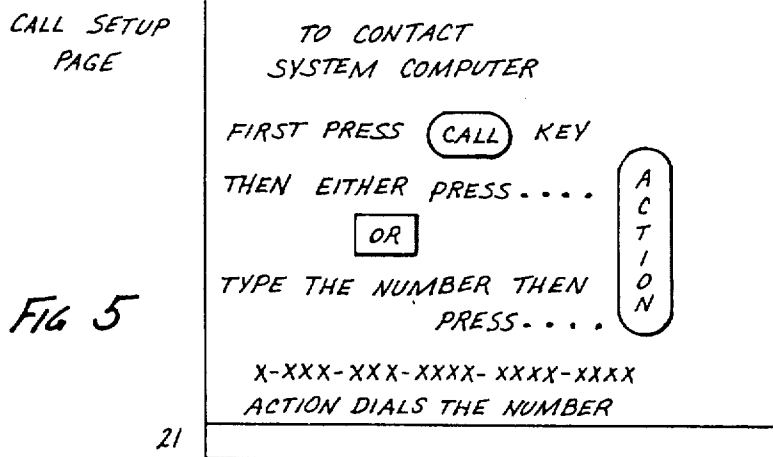 CALL SETUP
PAGE
TO CONTACT
SYSTEM COMPUTER
FIRST PRESS CALL KEY
THEN EITHER PRESS....
OR
TYPE THE NUMBER THEN
PRESS....
ACTION
X-XXX-XXX-XXXX-XXXX-XXXX
ACTION DIALS THE NUMBER
FIG 5
21